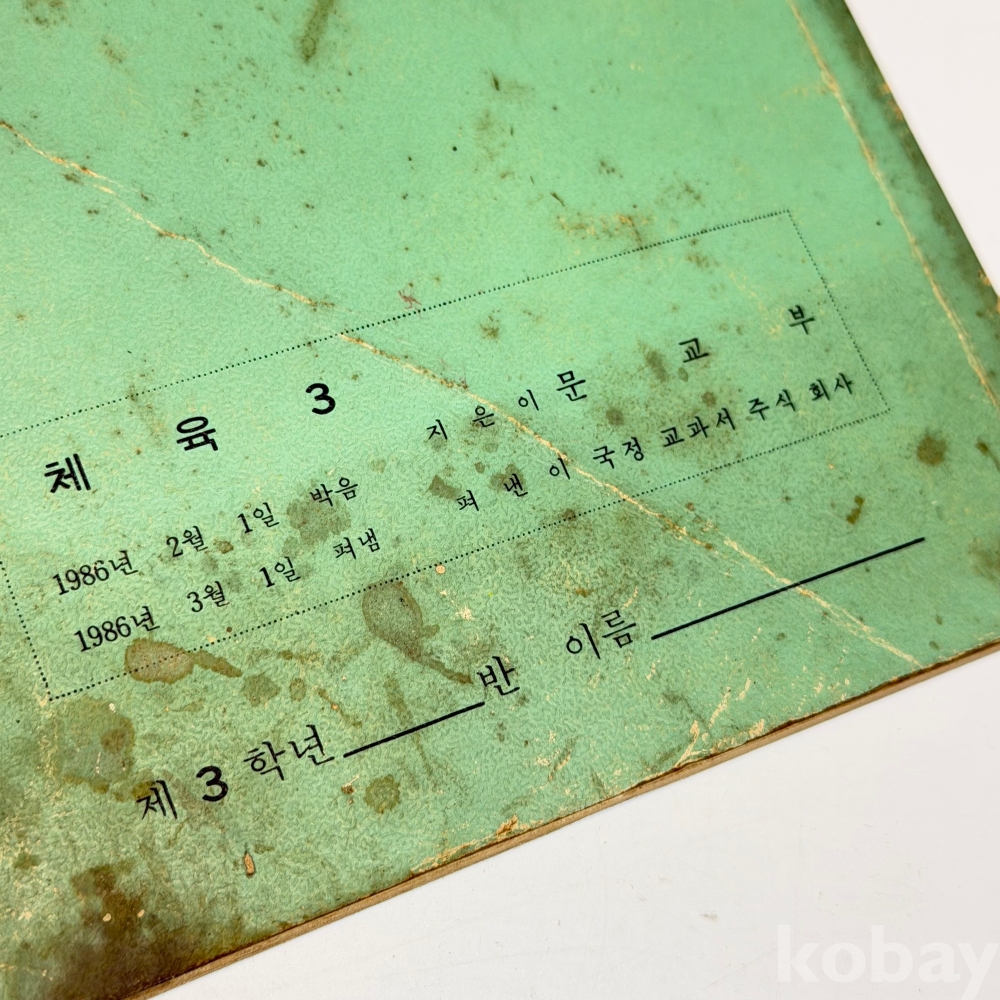 체 육 3
1986년 2월 1일 박음 지은이 문 교 부
1986년 3월 1일 펴냄 펴낸이 국정 교과서 주식 회사
제 3 학년 반 이름
kobay